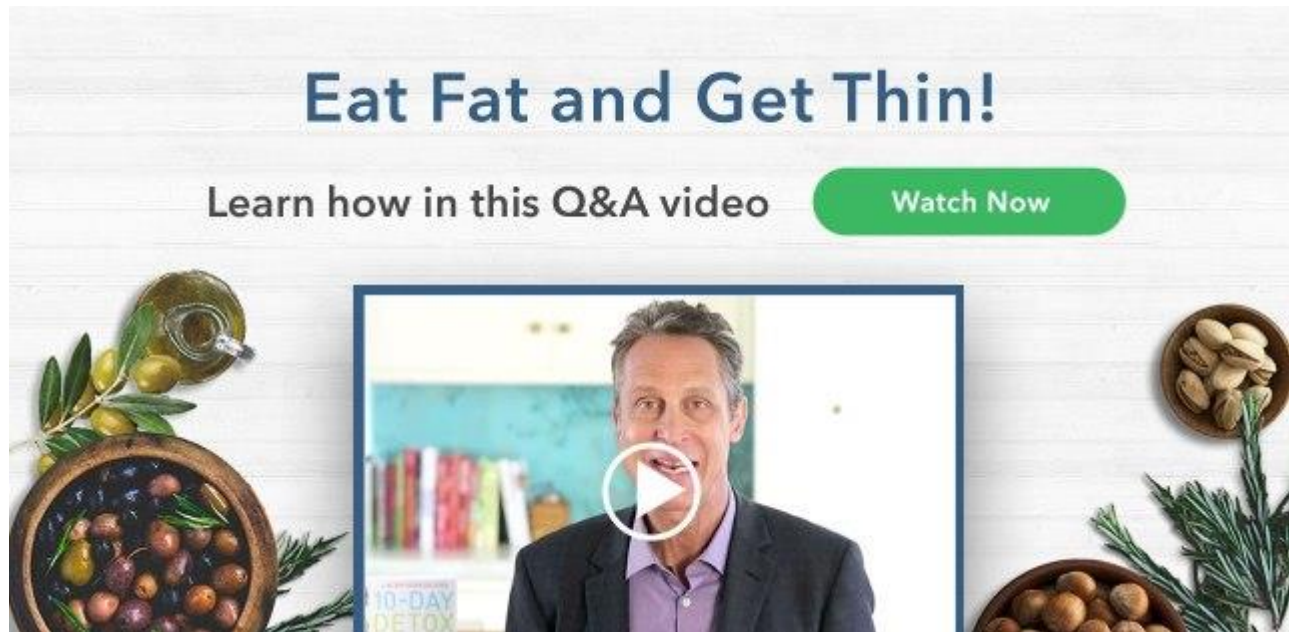 Eat Fat and Get Thin!
Learn how in this Q&A video
Watch Now
10-DAY
DETOX